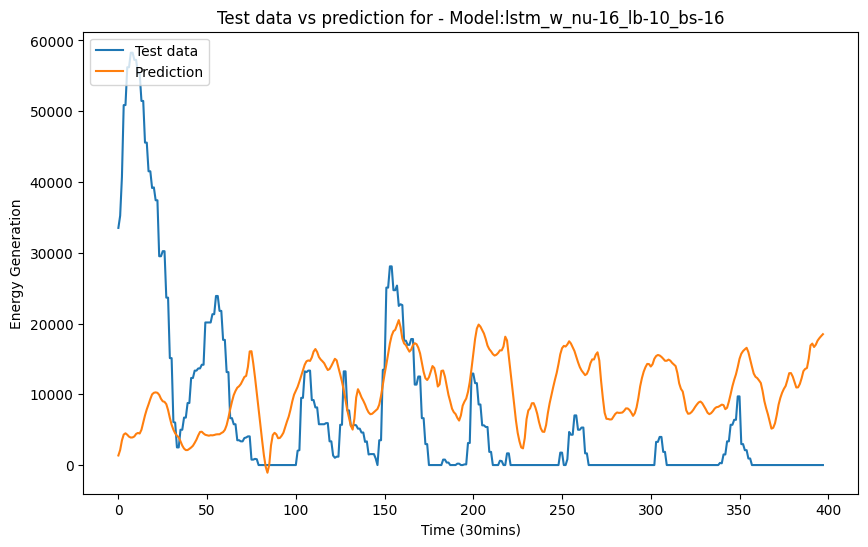 Test data vs prediction for - Model:lstm_w_nu-16_lb-10_bs-16
Test data
Prediction
60000
50000
40000
30000
20000
10000
0
Energy Generation
0 50 100 150 200 250 300 350 400
Time (30mins)